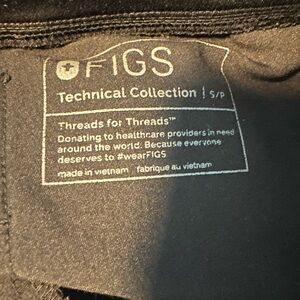 FIGS
Technical Collection | S/P
Threads for Threads™
Donating to healthcare providers in need
around the world. Because everyone
deserves to #wearFIGS
made in vietnam fabriqué au vietnam